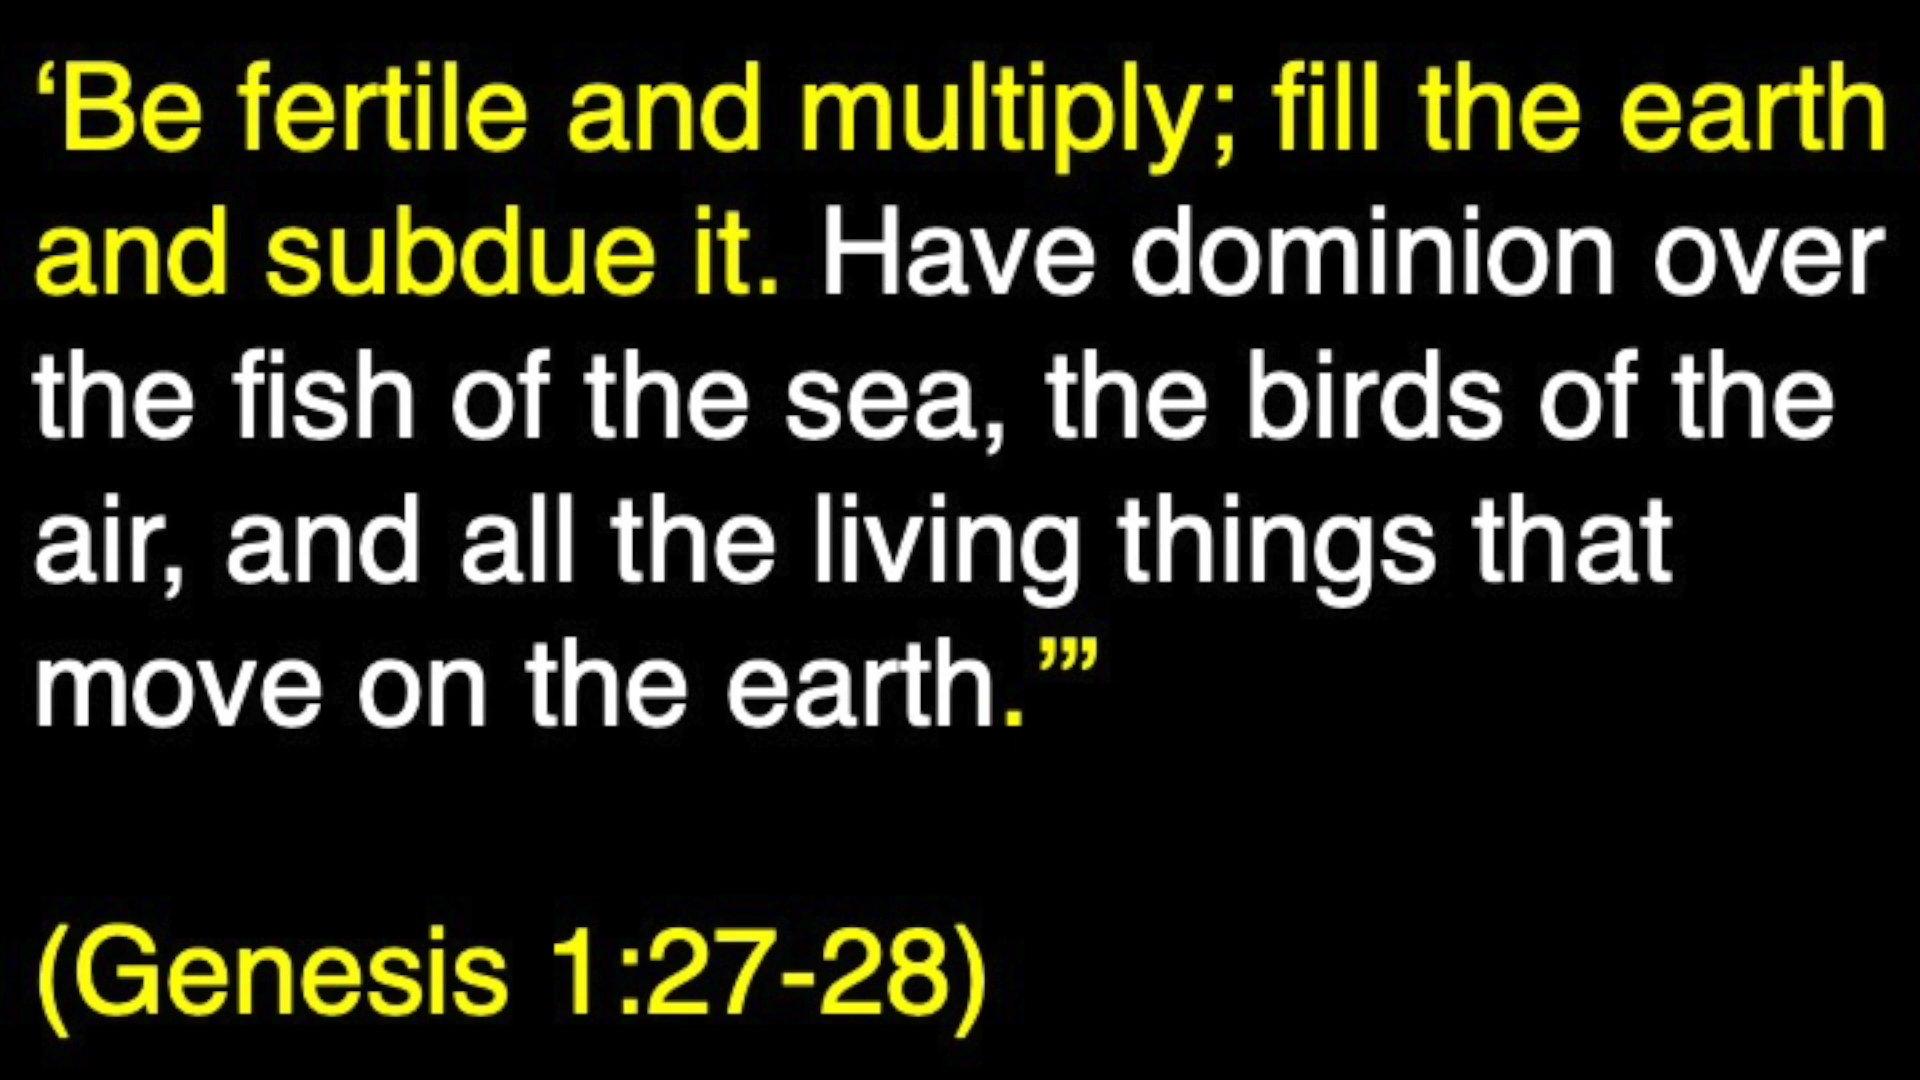 ‘Be fertile and multiply; fill the earth
and subdue it. Have dominion over
the fish of the sea, the birds of the
air, and all the living things that
move on the earth.’”
(Genesis 1:27-28)